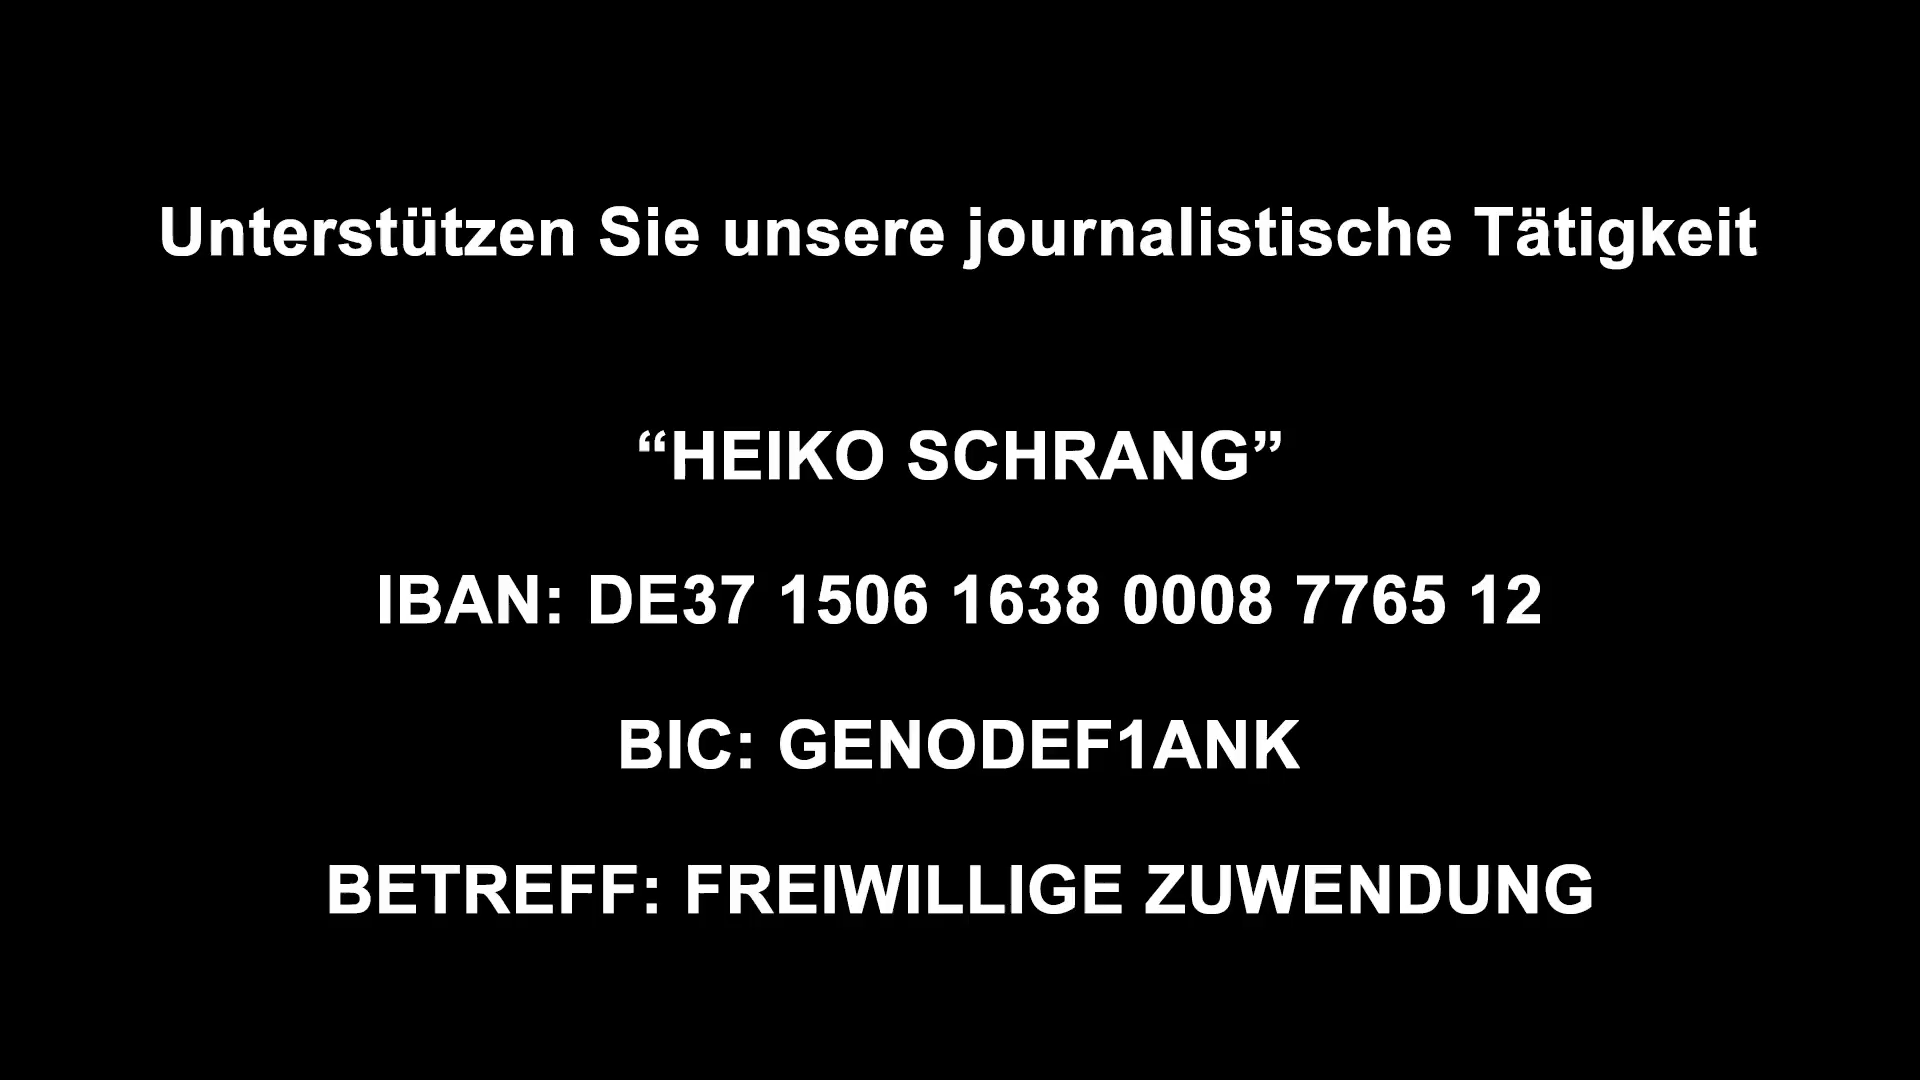 Unterstützen Sie unsere journalistische Tätigkeit
“HEIKO SCHRANG”
IBAN: DE37 1506 1638 0008 7765 12
BIC: GENODEF1ANK
BETREFF: FREIWILLIGE ZUWENDUNG